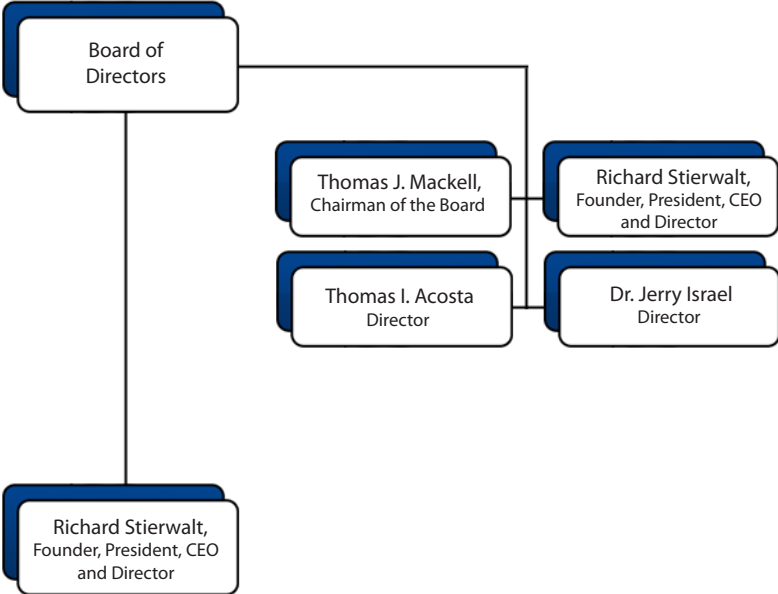 Board of
Directors
Thomas J. Mackell,
Chairman of the Board
Richard Stierwalt,
Founder, President, CEO
and Director
Thomas I. Acosta
Director
Dr. Jerry Israel
Director
Richard Stierwalt,
Founder, President, CEO
and Director